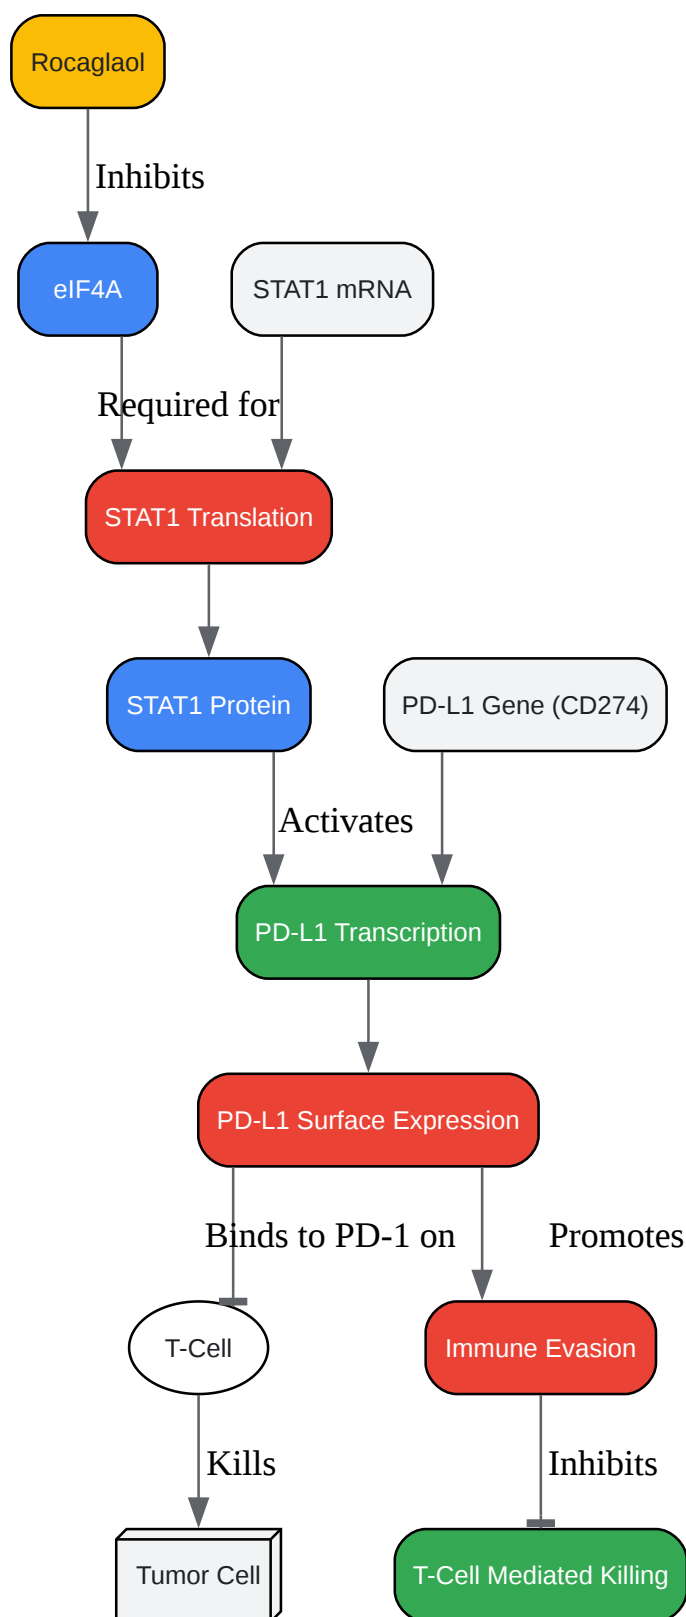 Rocaglaol
Inhibits
eIF4A
STAT1 mRNA
Required for
STAT1 Translation
STAT1 Protein
PD-L1 Gene (CD274)
Activates
PD-L1 Transcription
PD-L1 Surface Expression
Binds to PD-1 on
Promotes
T-Cell
Immune Evasion
Kills
Inhibits
Tumor Cell
T-Cell Mediated Killing